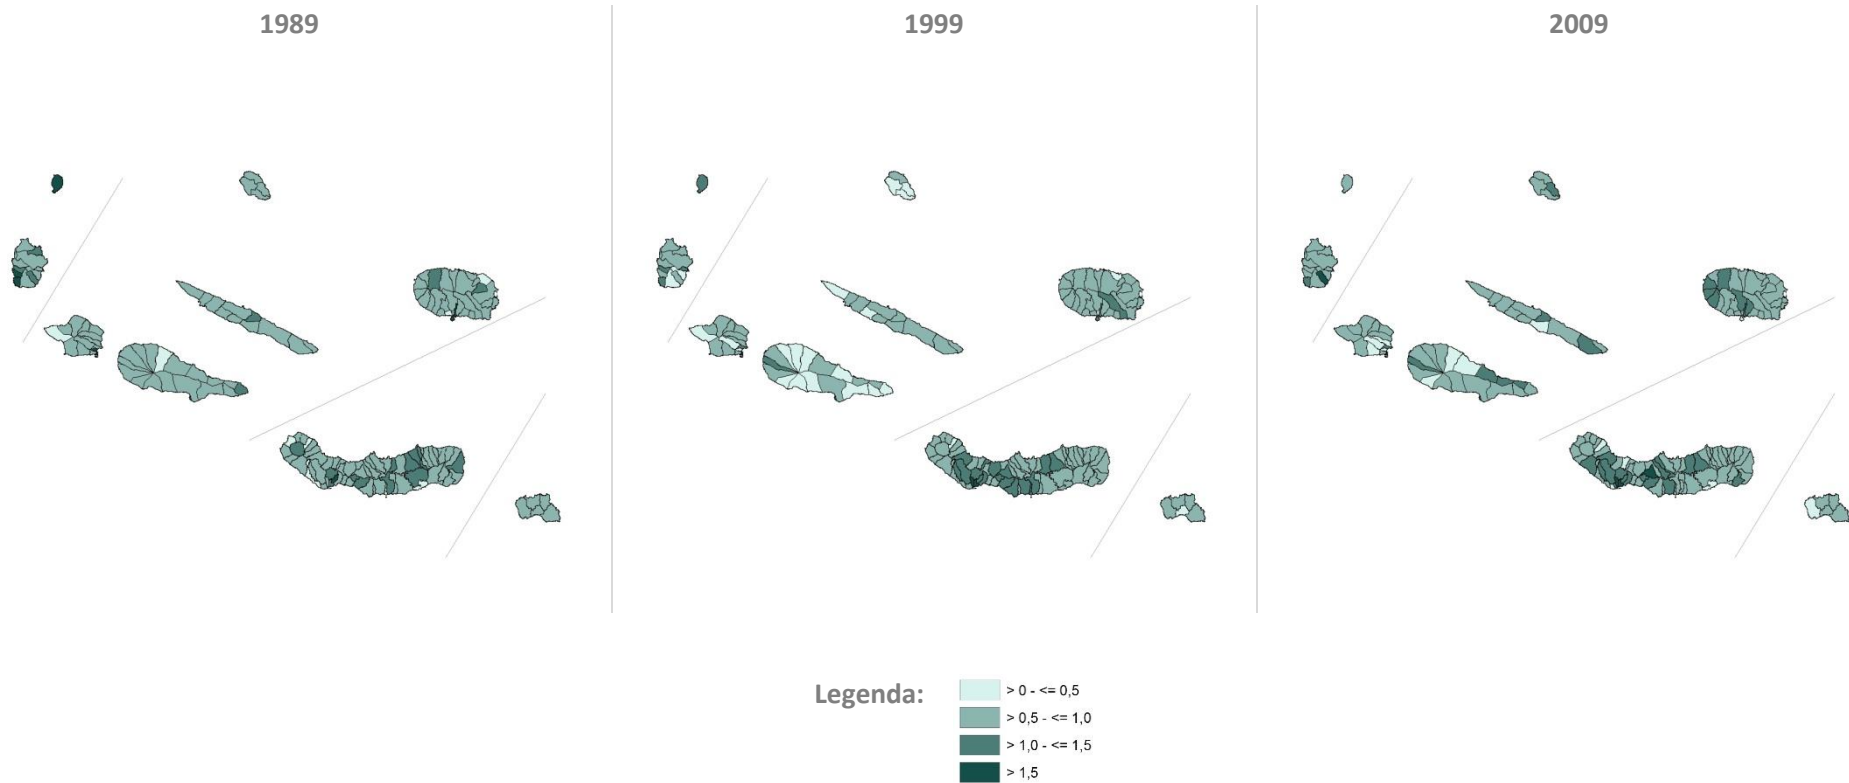 1989
1999
2009
Legenda:
> 0 - <= 0,5
> 0,5 - <= 1,0
> 1,0 - <= 1,5
> 1,5